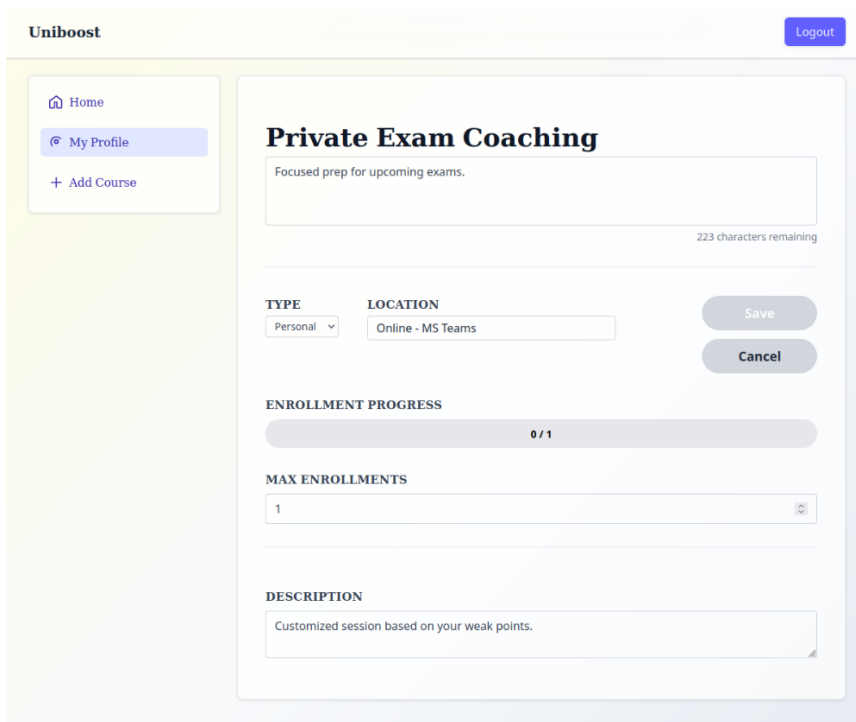 Uniboost
Logout
Home
My Profile
Add Course
Private Exam Coaching
Focused prep for upcoming exams.
223 characters remaining
TYPE
LOCATION
Personal
Online - MS Teams
Save
Cancel
ENROLLMENT PROGRESS
0 / 1
MAX ENROLLMENTS
1
DESCRIPTION
Customized session based on your weak points.